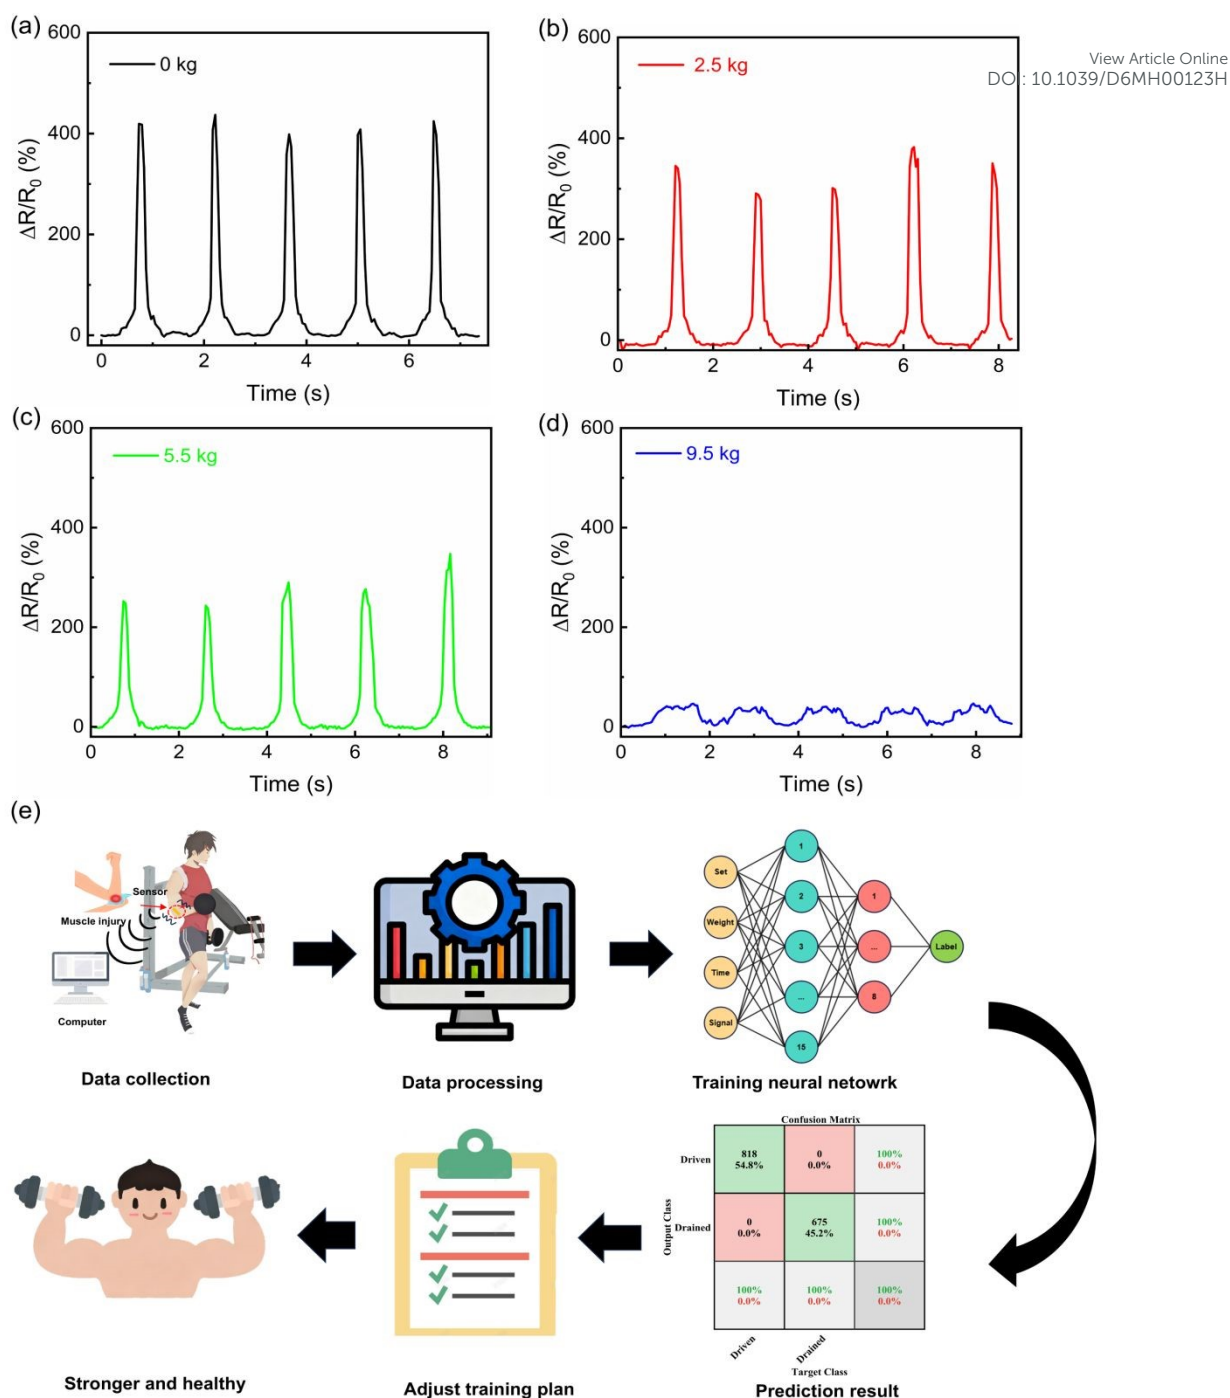 (a)
600
400
200
0
0 kg
ΔR/R0 (%)
0 2 4 6
Time (s)
(b)
600
400
200
0
2.5 kg
ΔR/R0 (%)
0 2 4 6 8
Time (s)
View Article Online
DOI: 10.1039/D6MH00123H
(c)
600
400
200
0
5.5 kg
ΔR/R0 (%)
0 2 4 6 8
Time (s)
(d)
600
400
200
0
9.5 kg
ΔR/R0 (%)
0 2 4 6 8
Time (s)
(e)
Sensor
Muscle injury
Computer
Data collection
Data processing
Set
Weight
Time
Signal
1
2
3
...
15
1
...
8
Label
Training neural netowrk
Confusion Matrix
Output Class
Driven
818
54.8%
0
0.0%
100%
0.0%
Drained
0
0.0%
675
45.2%
100%
0.0%
100%
0.0%
100%
0.0%
100%
0.0%
Driven
Drained
Target Class
Prediction result
Adjust training plan
Stronger and healthy